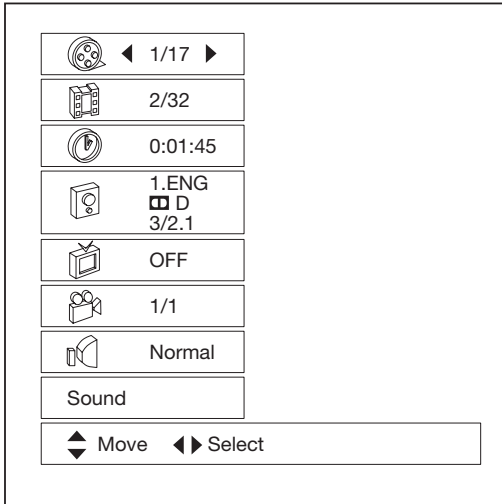 1/17
2/32
0:01:45
1.ENG
D
3/2.1
OFF
1/1
Normal
Sound
Move Select